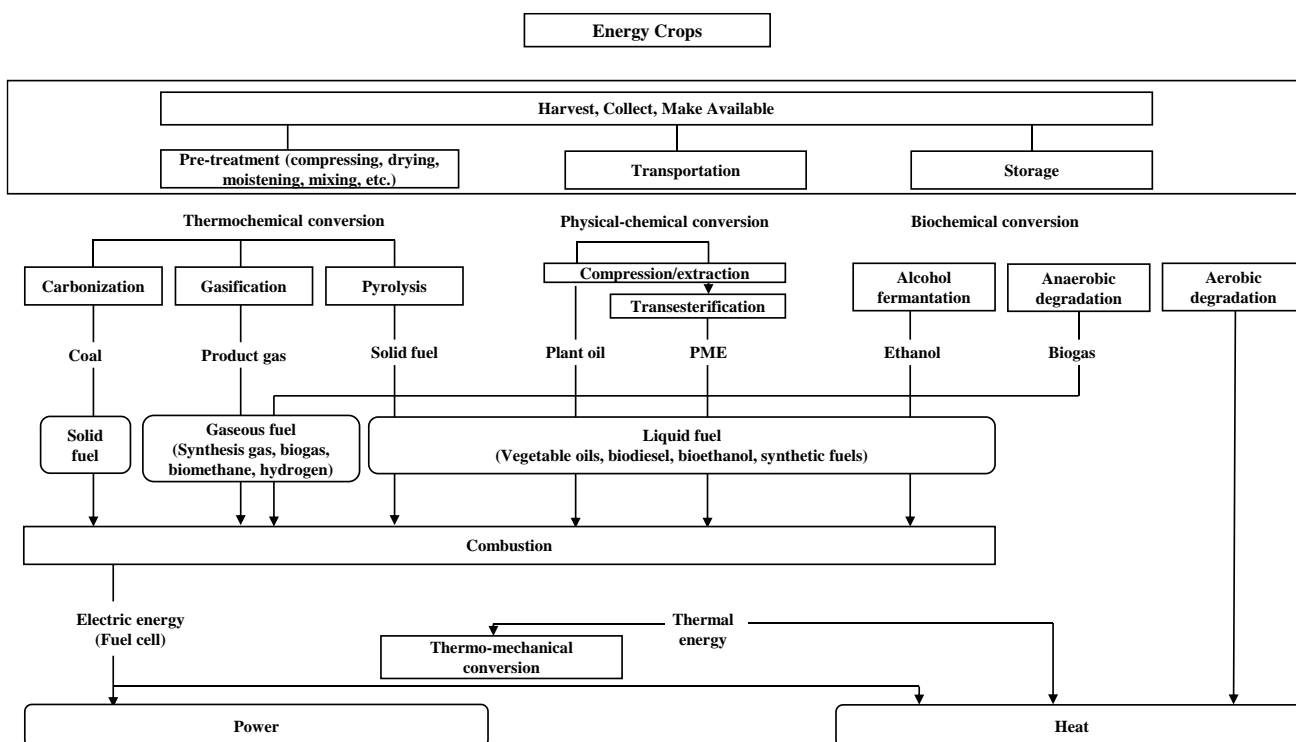 Energy Crops
Harvest, Collect, Make Available
Pre-treatment (compressing, drying,
moistening, mixing, etc.)
Transportation
Storage
Thermochemical conversion
Physical-chemical conversion
Biochemical conversion
Carbonization
Gasification
Pyrolysis
Compression/extraction
Transesterification
Alcohol
fermantation
Anaerobic
degradation
Aerobic
degradation
Coal
Product gas
Solid fuel
Plant oil
PME
Ethanol
Biogas
Solid
fuel
Gaseous fuel
(Synthesis gas, biogas,
biomethane, hydrogen)
Liquid fuel
(Vegetable oils, biodiesel, bioethanol, synthetic fuels)
Combustion
Electric energy
(Fuel cell)
Thermal
energy
Thermo-mechanical
conversion
Power
Heat